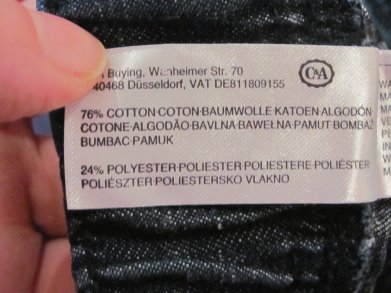 Buying, Wanheimer Str. 70
40468 Düsseldorf, VAT DE811809155
C&A
76% COTTON·COTON·BAUMWOLLE·KATOEN·ALGODÓN
COTONE·ALGODÃO·BAVLNA·BAWEŁNA·PAMUT·BOMBAŽ
BUMBAC·PAMUK
24% POLYESTER·POLIESTER·POLIESTERE·POLIÉSTER
POLIÉSZTER·POLIESTERSKO VLAKNO